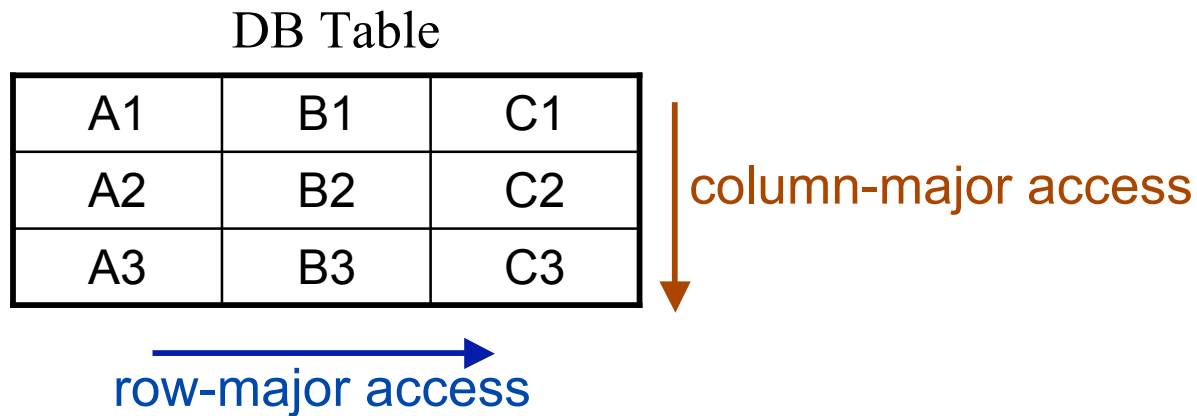 DB Table
A1 B1 C1
A2 B2 C2
A3 B3 C3
column-major access
row-major access